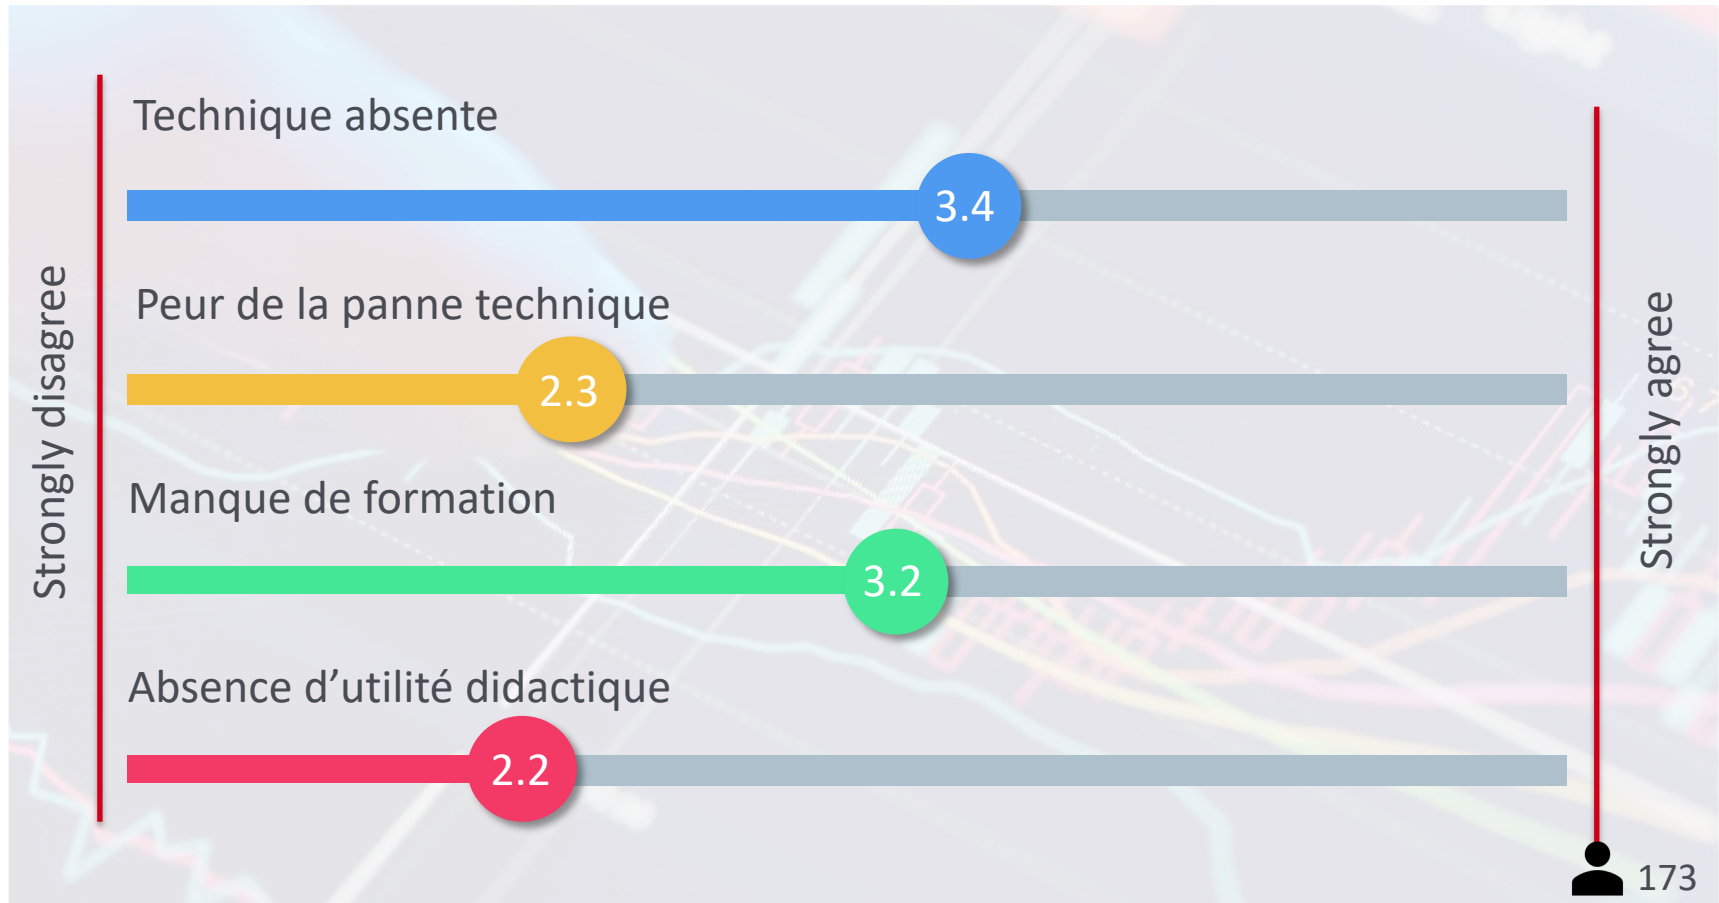 Strongly disagree
Technique absente
3.4
Peur de la panne technique
2.3
Manque de formation
3.2
Absence d’utilité didactique
2.2
Strongly agree
173